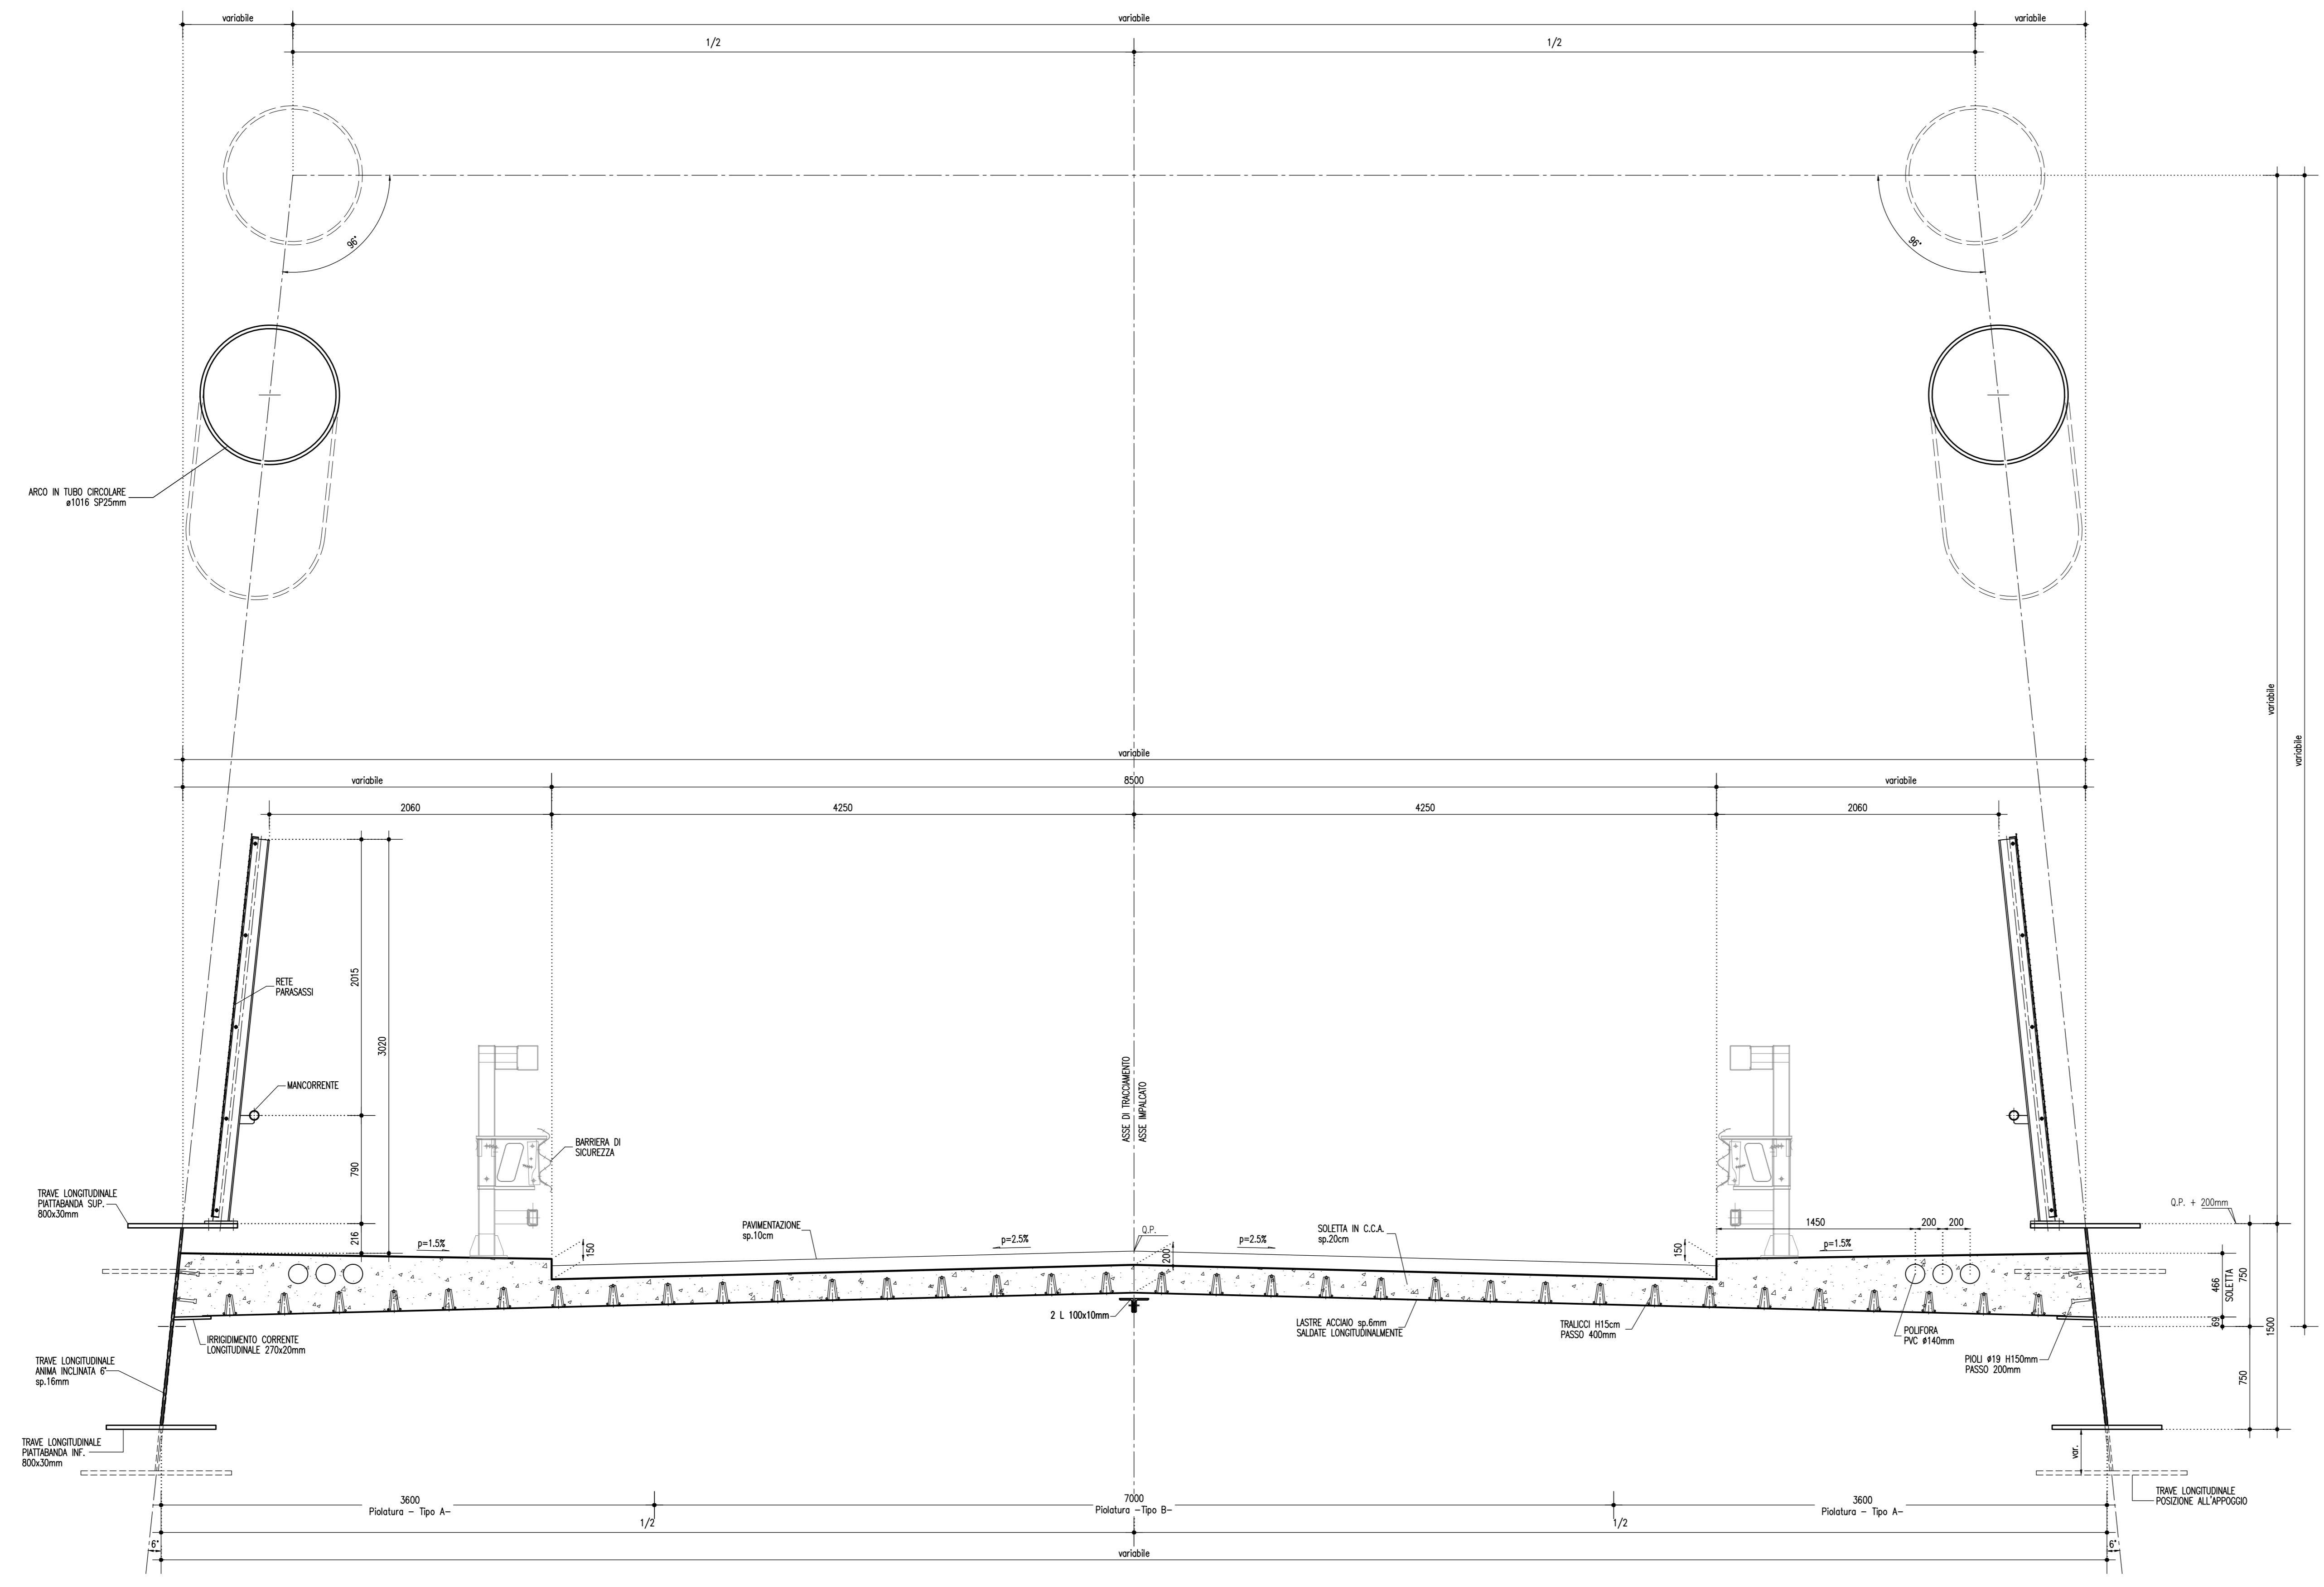 variabile
variabile
variabile
1/2
1/2
96°
96°
ARCO IN TUBO CIRCOLARE
ø1016 SP25mm
variabile
variabile
variabile
variabile
8500
variabile
2060
4250
4250
2060
RETE
PARASASSI
2015
3020
MANCORRENTE
ASSE DI TRACCIAMENTO
ASSE IMPALCATO
BARRIERA DI
SICUREZZA
790
TRAVE LONGITUDINALE
PIATTABANDA SUP.
800x30mm
Q.P. + 200mm
216
p=1.5%
150
PAVIMENTAZIONE
sp.10cm
p=2.5%
Q.P.
200
p=2.5%
SOLETTA IN C.C.A.
sp.20cm
150
1450
200
200
p=1.5%
466
SOLETTA
750
69
1500
750
2 L 100x10mm
LASTRE ACCIAIO sp.6mm
SALDATE LONGITUDINALMENTE
TRALICCI H15cm
PASSO 400mm
POLIFORA
PVC ø140mm
PIOLI ø19 H150mm
PASSO 200mm
IRRIGIDIMENTO CORRENTE
LONGITUDINALE 270x20mm
TRAVE LONGITUDINALE
ANIMA INCLINATA 6°
sp.16mm
TRAVE LONGITUDINALE
PIATTABANDA INF.
800x30mm
var.
TRAVE LONGITUDINALE
POSIZIONE ALL'APPOGGIO
3600
Piolatura - Tipo A-
7000
Piolatura -Tipo B-
3600
Piolatura - Tipo A-
1/2
1/2
6°
variabile
6°